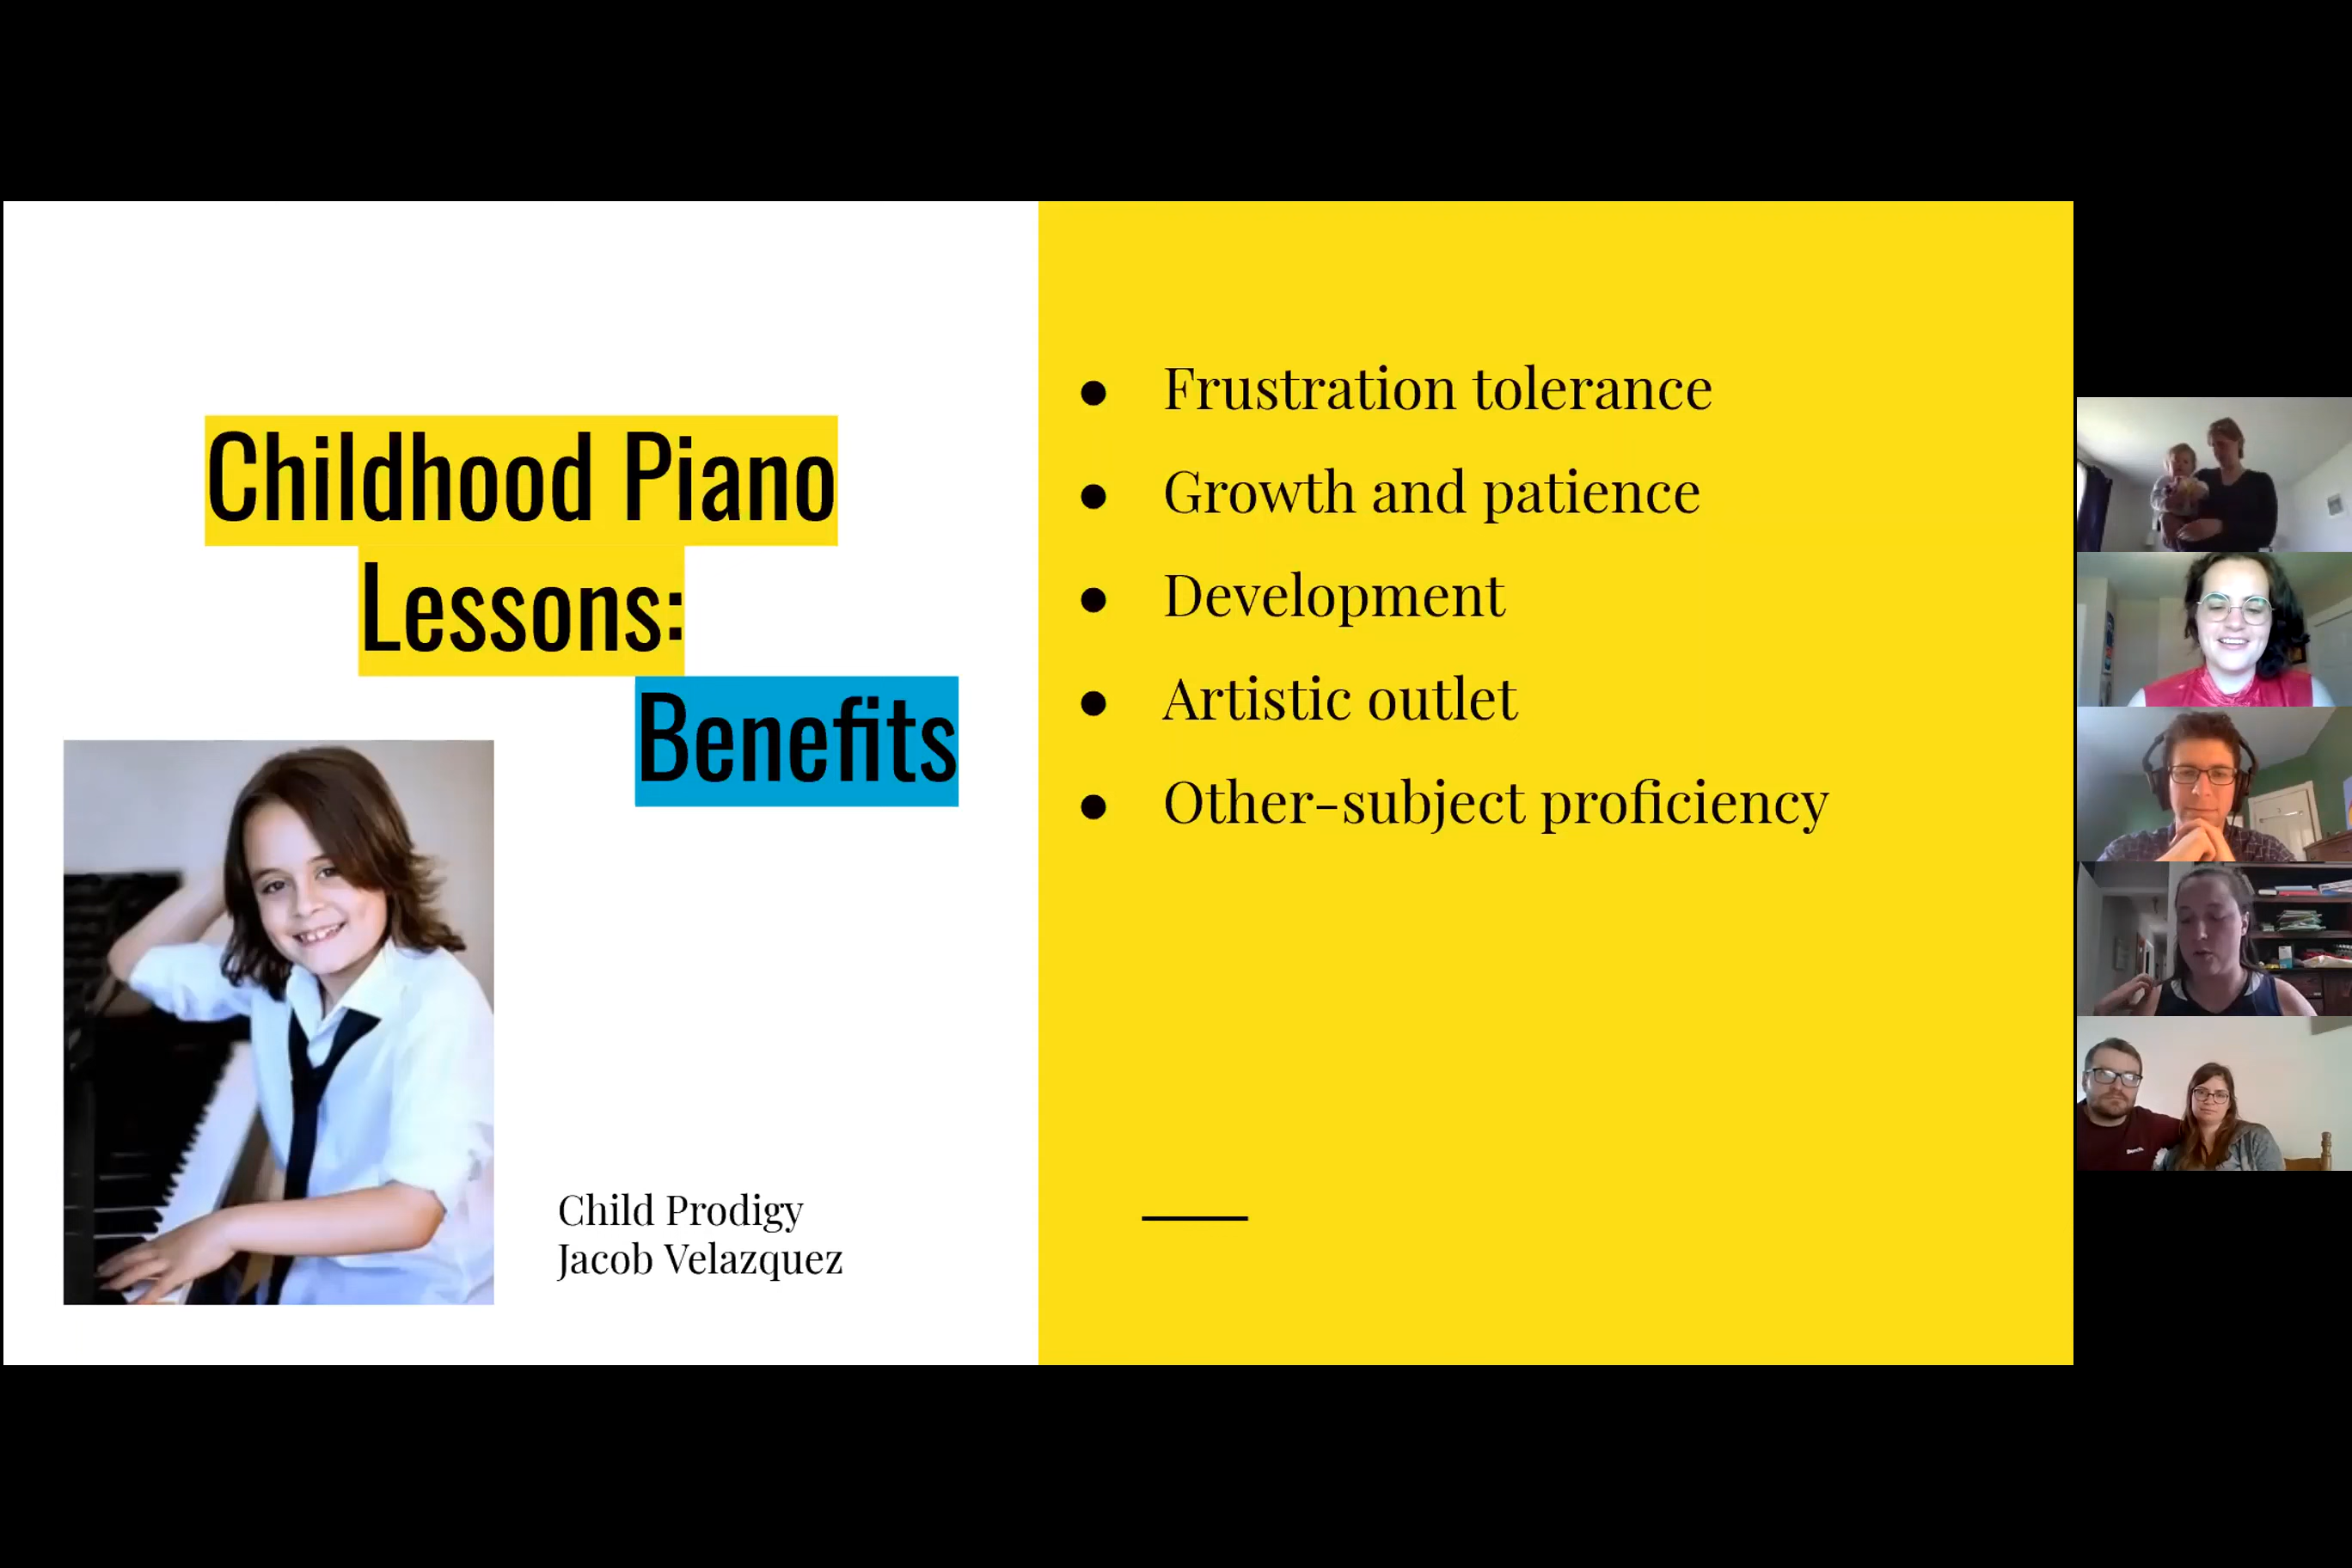 Childhood Piano
Lessons:
Benefits
Child Prodigy
Jacob Velazquez
● Frustration tolerance
● Growth and patience
● Development
● Artistic outlet
● Other-subject proficiency